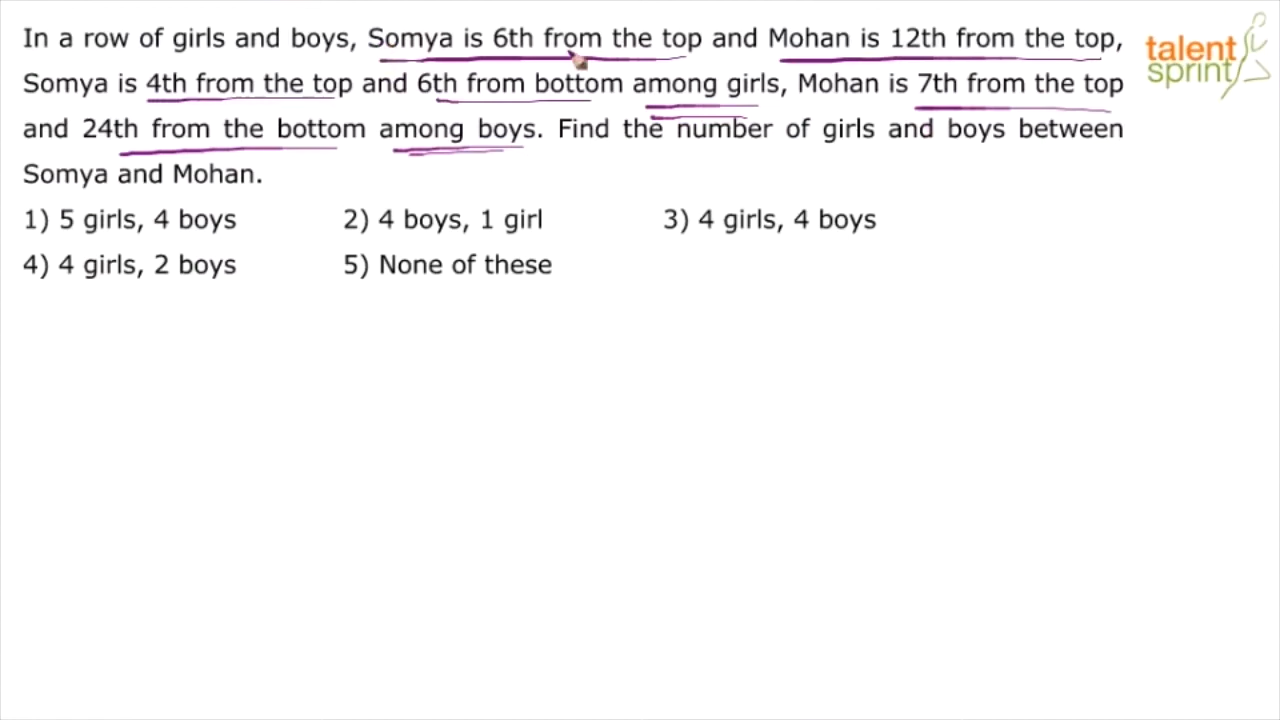 In a row of girls and boys, Somya is 6th from the top and Mohan is 12th from the top,
Somya is 4th from the top and 6th from bottom among girls, Mohan is 7th from the top
and 24th from the bottom among boys. Find the number of girls and boys between
Somya and Mohan.
1) 5 girls, 4 boys 2) 4 boys, 1 girl 3) 4 girls, 4 boys
4) 4 girls, 2 boys 5) None of these
talent
sprint